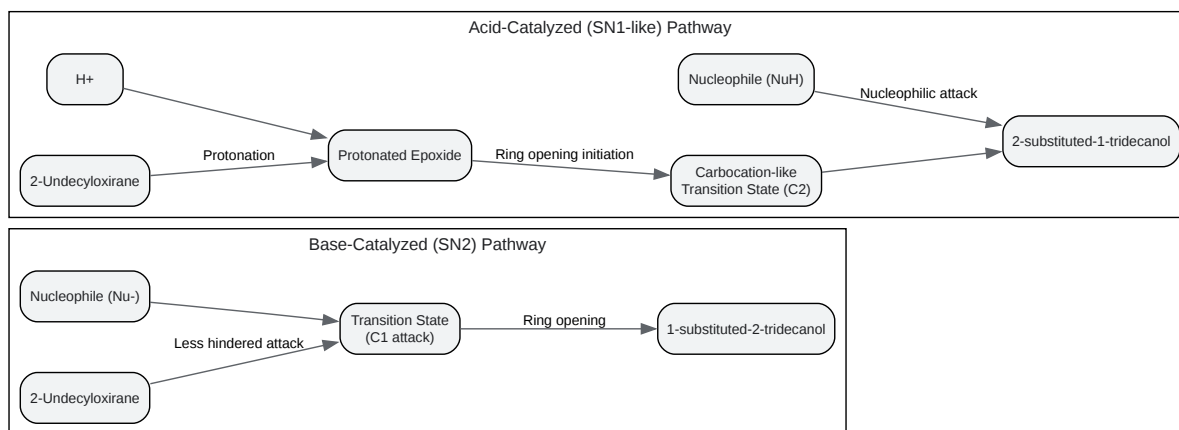 Acid-Catalyzed (SN1-like) Pathway
H+
Nucleophile (NuH)
Nucleophilic attack
2-substituted-1-tridecanol
Protonation
Protonated Epoxide
Ring opening initiation
2-Undecyloxirane
Carbocation-like
Transition State (C2)
Base-Catalyzed (SN2) Pathway
Nucleophile (Nu-)
Transition State
(C1 attack)
Ring opening
1-substituted-2-tridecanol
Less hindered attack
2-Undecyloxirane